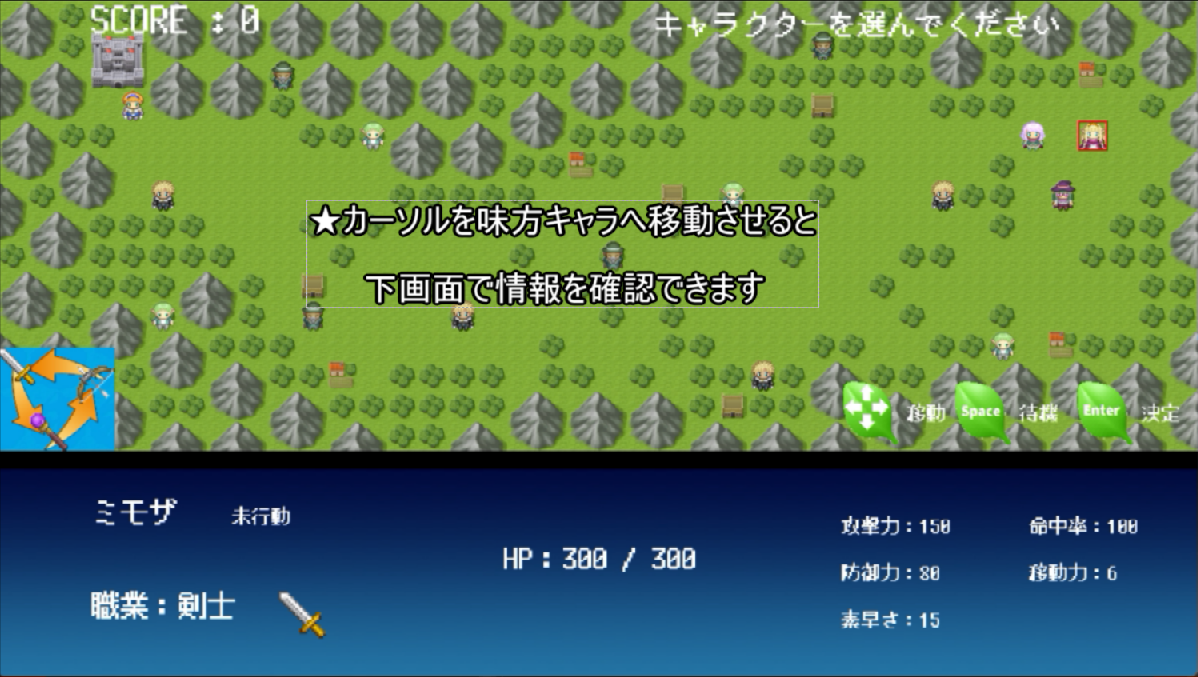 SCORE : 0
キャラクターを選んでください
★カーソルを味方キャラへ移動させると
下画面で情報を確認できます
移動
Space
待機
Enter
決定
ミモザ
未行動
職業：剣士
HP：300 / 300
攻撃力：150
命中率：100
防御力：80
移動力：6
素早さ：15